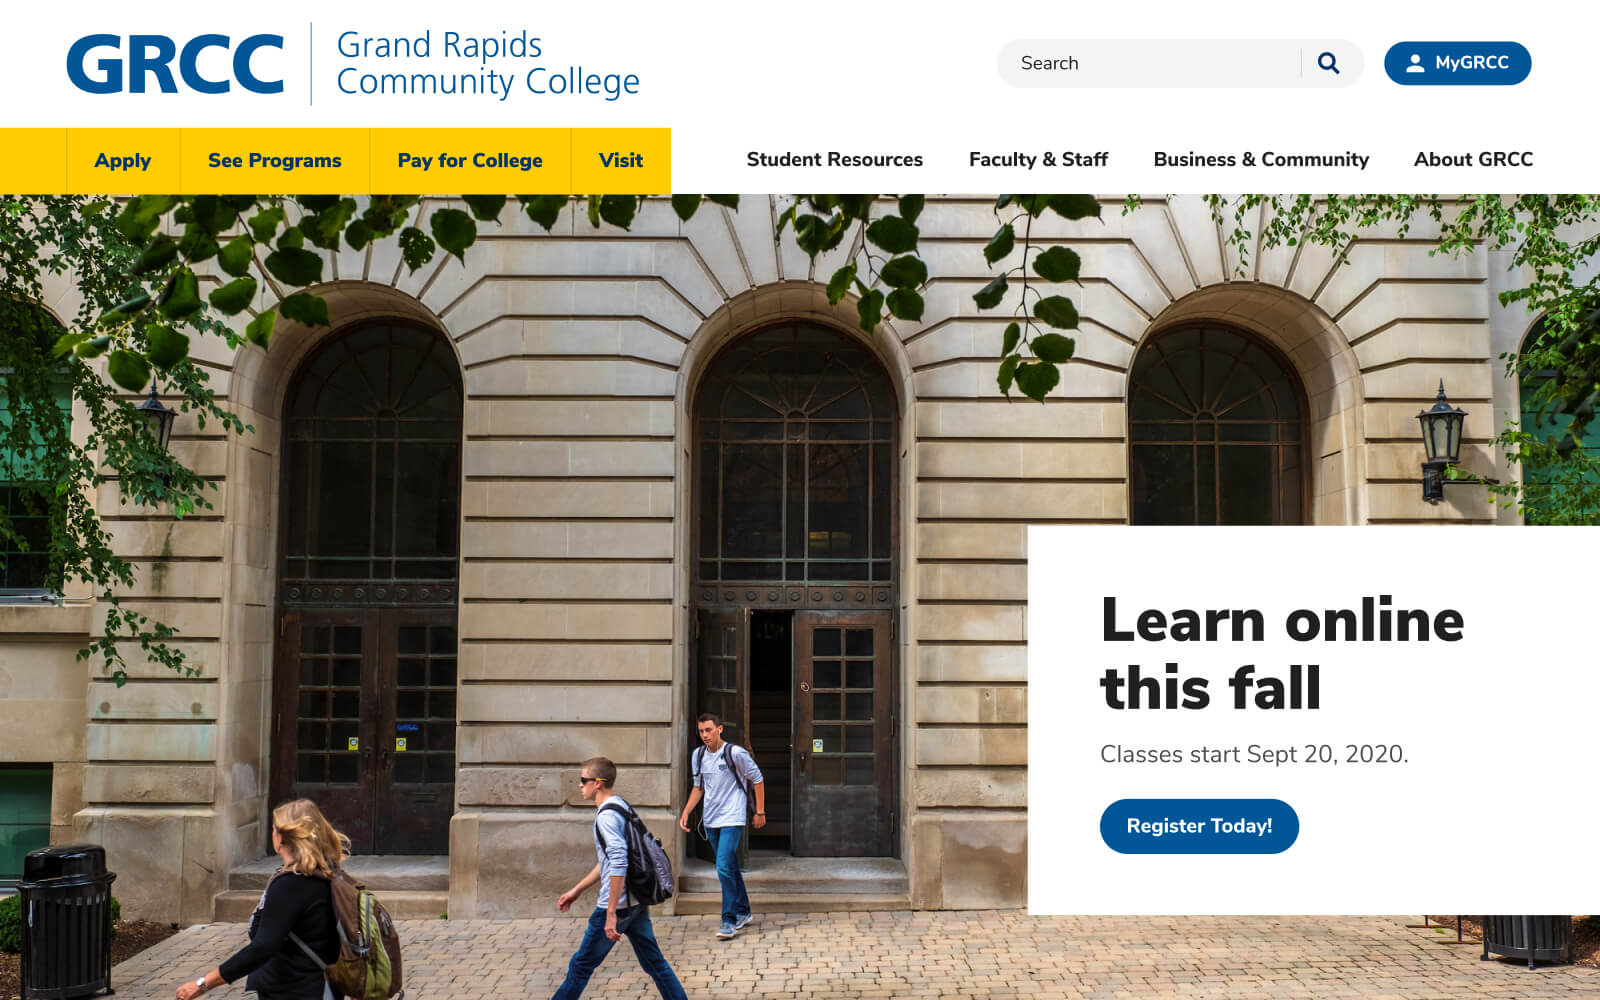 GRCC
Grand Rapids
Community College
Search
MyGRCC
Apply
See Programs
Pay for College
Visit
Student Resources
Faculty & Staff
Business & Community
About GRCC
Learn online
this fall
Classes start Sept 20, 2020.
Register Today!
GRCC